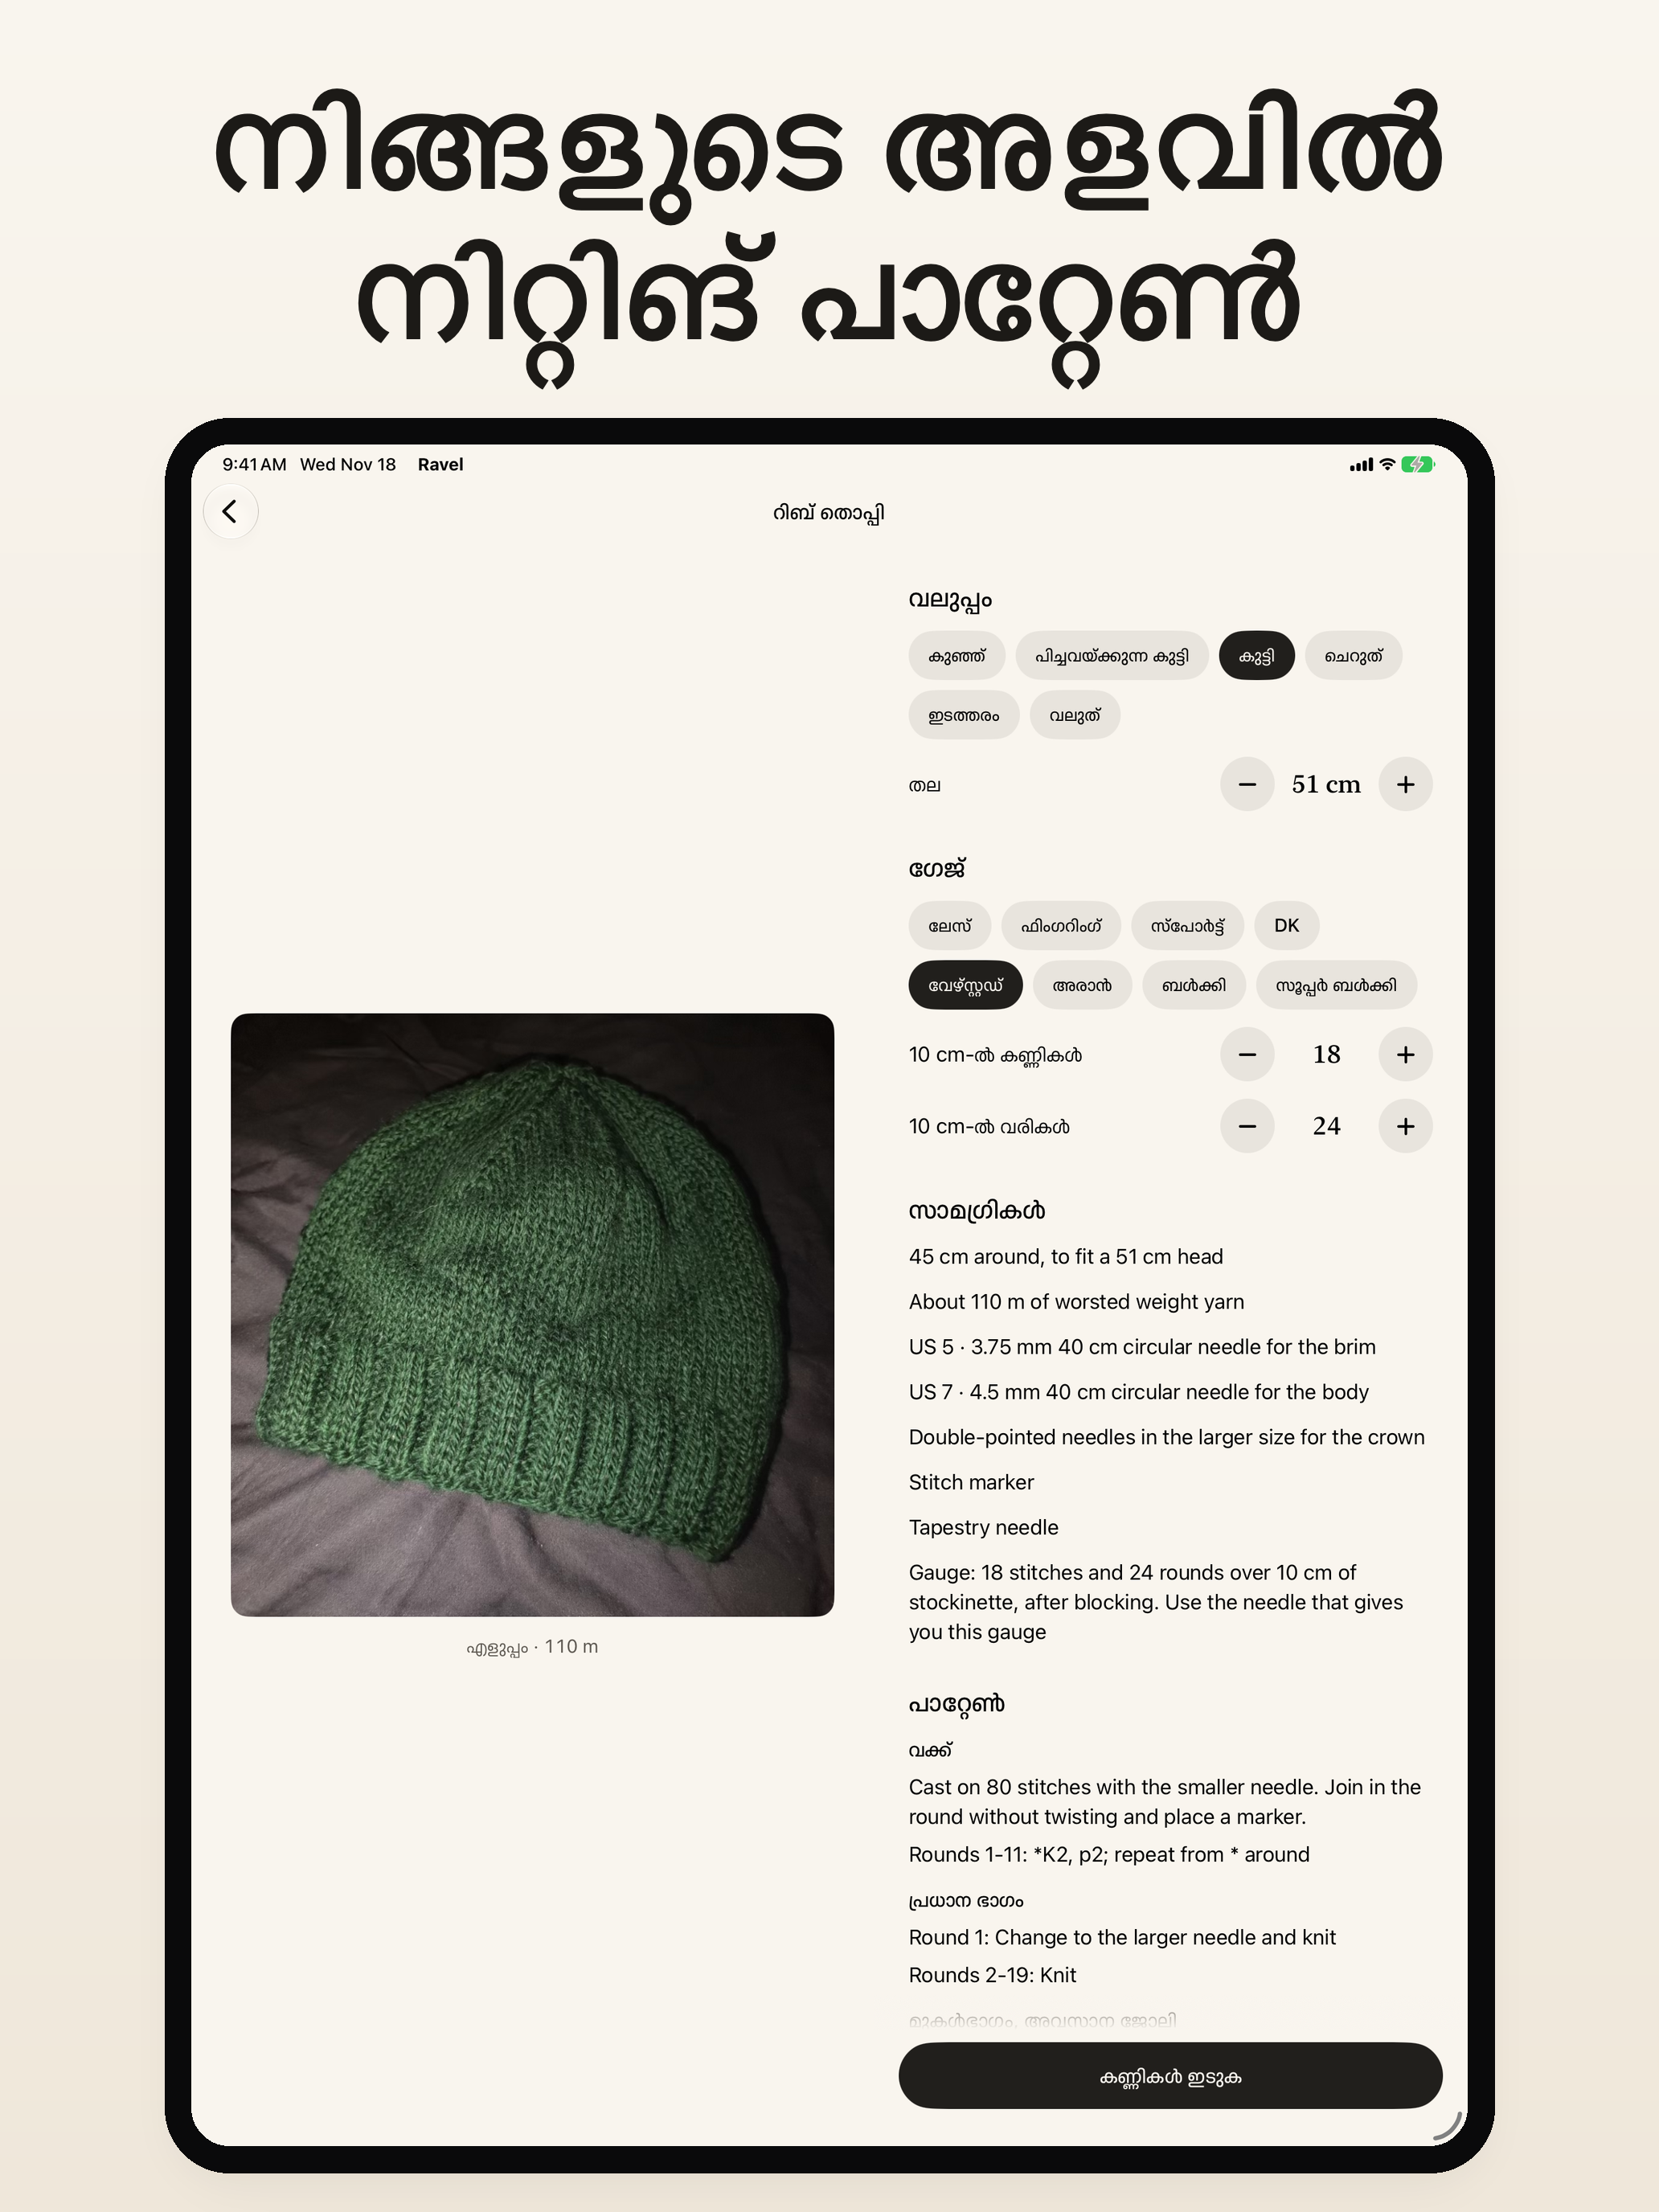 നിങ്ങളുടെ അളവിൽ
നിറ്റിങ് പാറ്റേൺ
9:41 AM Wed Nov 18 Ravel
റിബ് തൊപ്പി
വലുപ്പം
കുഞ്ഞ് പിച്ചവയ്ക്കുന്ന കുട്ടി കുട്ടി ചെറുത്
ഇടത്തരം വലുത്
തല − 51 cm +
ഗേജ്
ലേസ് ഫിംഗറിംഗ് സ്പോർട്ട് DK
വേഴ്സ്റ്റഡ് അരാൻ ബൾക്കി സൂപ്പർ ബൾക്കി
10 cm-ൽ കണ്ണികൾ − 18 +
10 cm-ൽ വരികൾ − 24 +
സാമഗ്രികൾ
45 cm around, to fit a 51 cm head
About 110 m of worsted weight yarn
US 5 · 3.75 mm 40 cm circular needle for the brim
US 7 · 4.5 mm 40 cm circular needle for the body
Double-pointed needles in the larger size for the crown
Stitch marker
Tapestry needle
Gauge: 18 stitches and 24 rounds over 10 cm of
stockinette, after blocking. Use the needle that gives
you this gauge
എളുപ്പം · 110 m
പാറ്റേൺ
വക്ക്
Cast on 80 stitches with the smaller needle. Join in the
round without twisting and place a marker.
Rounds 1-11: *K2, p2; repeat from * around
പ്രധാന ഭാഗം
Round 1: Change to the larger needle and knit
Rounds 2-19: Knit
മുകൾഭാഗം, അവസാന ജോലി
കണ്ണികൾ ഇടുക